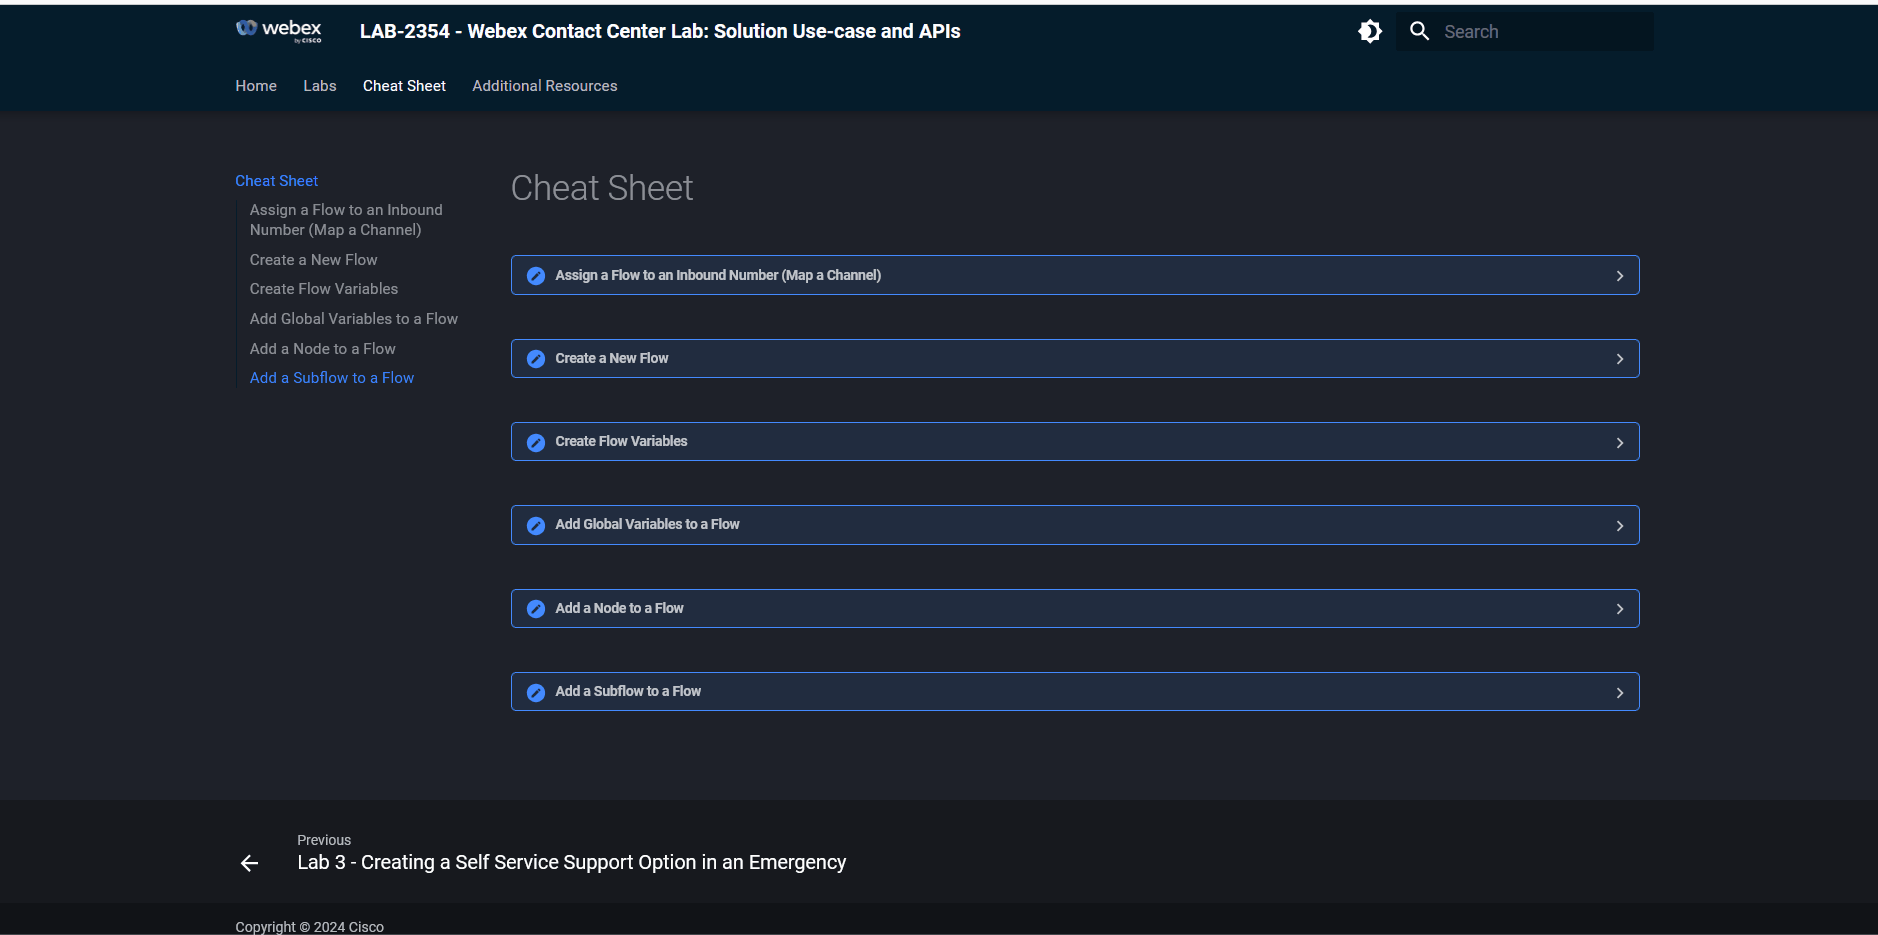 webex
by CISCO
LAB-2354 - Webex Contact Center Lab: Solution Use-case and APIs
Search
Home
Labs
Cheat Sheet
Additional Resources
Cheat Sheet
Assign a Flow to an Inbound
Number (Map a Channel)
Create a New Flow
Create Flow Variables
Add Global Variables to a Flow
Add a Node to a Flow
Add a Subflow to a Flow
Cheat Sheet
Assign a Flow to an Inbound Number (Map a Channel)
Create a New Flow
Create Flow Variables
Add Global Variables to a Flow
Add a Node to a Flow
Add a Subflow to a Flow
Previous
Lab 3 - Creating a Self Service Support Option in an Emergency
Copyright © 2024 Cisco